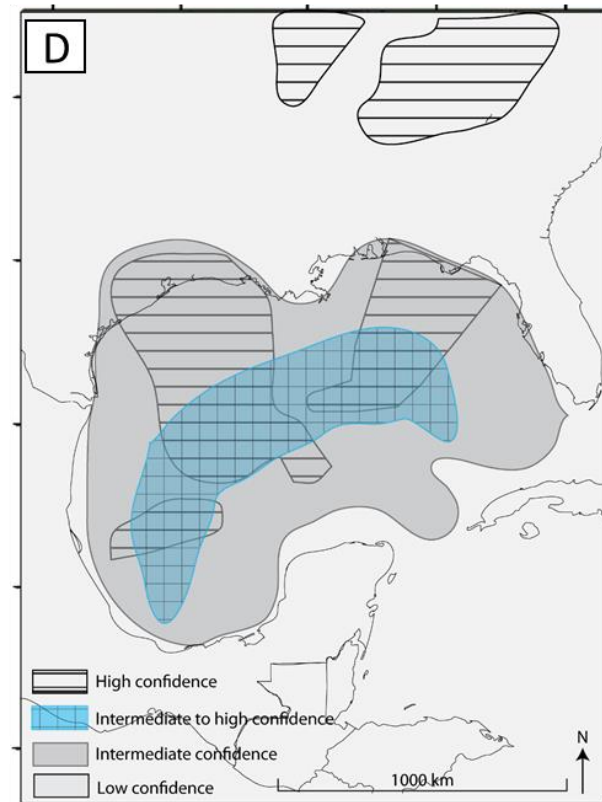 D
High confidence
Intermediate to high confidence
Intermediate confidence
Low confidence
N
1000 km